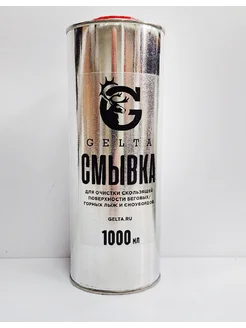 GELTA
СМЫВКА
ДЛЯ ОЧИСТКИ СКОЛЬЗЯЩЕЙ
ПОВЕРХНОСТИ БЕГОВЫХ,
ГОРНЫХ ЛЫЖ И СНОУБОРДОВ
GELTA.RU
1000 мл